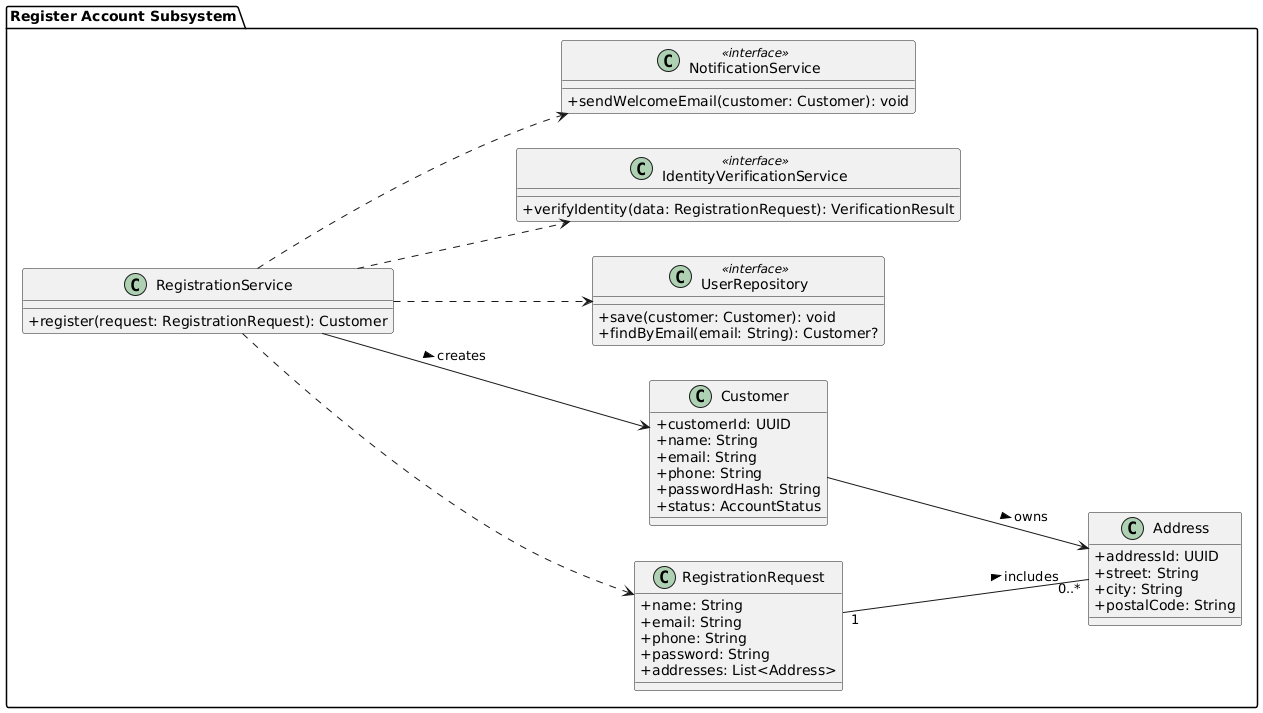 Register Account Subsystem
C
«interface»
NotificationService
+sendWelcomeEmail(customer: Customer): void
C
«interface»
IdentityVerificationService
+verifyIdentity(data: RegistrationRequest): VerificationResult
C
RegistrationService
+register(request: RegistrationRequest): Customer
C
«interface»
UserRepository
+save(customer: Customer): void
+findByEmail(email: String): Customer?
creates
C
Customer
+customerId: UUID
+name: String
+email: String
+phone: String
+passwordHash: String
+status: AccountStatus
owns
C
Address
+addressId: UUID
+street: String
+city: String
+postalCode: String
C
RegistrationRequest
+name: String
+email: String
+phone: String
+password: String
+addresses: List<Address>
includes
0..*
1